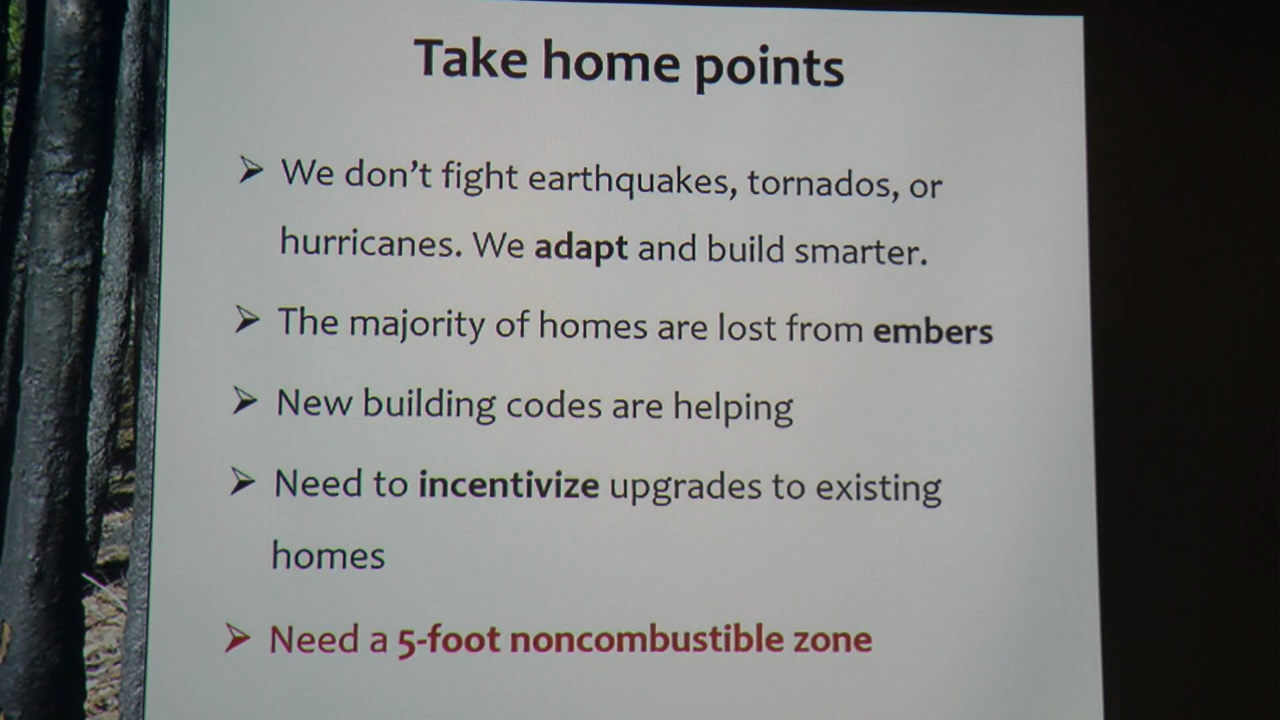 Take home points
➢ We don't fight earthquakes, tornados, or
hurricanes. We adapt and build smarter.
➢ The majority of homes are lost from embers
➢ New building codes are helping
➢ Need to incentivize upgrades to existing
homes
➢ Need a 5-foot noncombustible zone